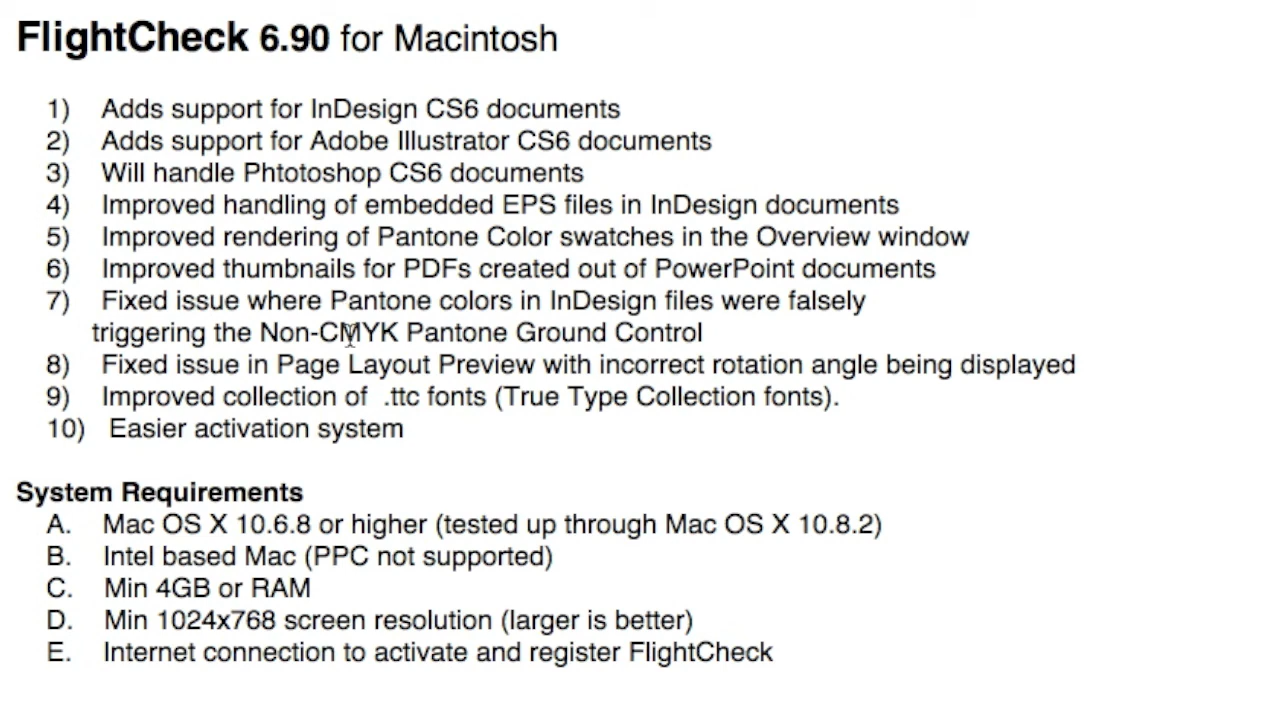 FlightCheck 6.90 for Macintosh
1) Adds support for InDesign CS6 documents
2) Adds support for Adobe Illustrator CS6 documents
3) Will handle Phtotoshop CS6 documents
4) Improved handling of embedded EPS files in InDesign documents
5) Improved rendering of Pantone Color swatches in the Overview window
6) Improved thumbnails for PDFs created out of PowerPoint documents
7) Fixed issue where Pantone colors in InDesign files were falsely
triggering the Non-CMYK Pantone Ground Control
8) Fixed issue in Page Layout Preview with incorrect rotation angle being displayed
9) Improved collection of .ttc fonts (True Type Collection fonts).
10) Easier activation system
System Requirements
A. Mac OS X 10.6.8 or higher (tested up through Mac OS X 10.8.2)
B. Intel based Mac (PPC not supported)
C. Min 4GB or RAM
D. Min 1024x768 screen resolution (larger is better)
E. Internet connection to activate and register FlightCheck